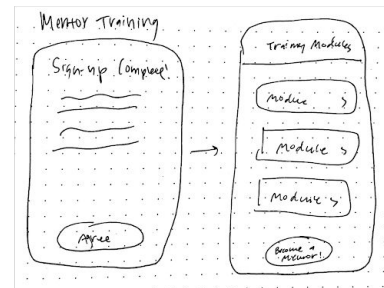 Mentor Training
Sign-up Complete!
Agree
Training Modules
Module >
Module >
Module >
Become a
Mentor!